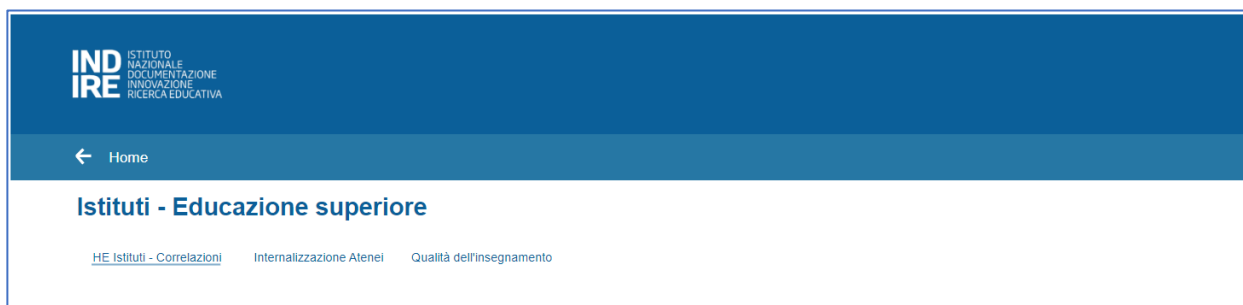 IND
IRE
ISTITUTO
NAZIONALE
DOCUMENTAZIONE
INNOVAZIONE
RICERCA EDUCATIVA
Home
Istituti - Educazione superiore
HE Istituti - Correlazioni Internalizzazione Atenei Qualità dell'insegnamento